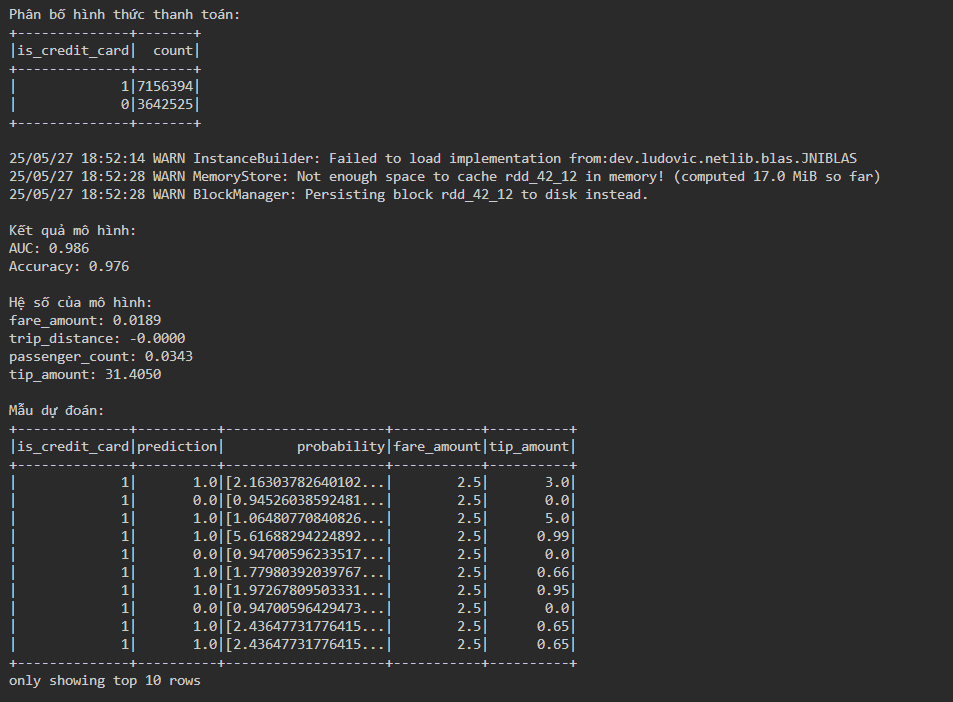 Phân bố hình thức thanh toán:
+--------------+-------+
|is_credit_card|  count|
+--------------+-------+
|             1|7156394|
|             0|3642525|
+--------------+-------+
25/05/27 18:52:14 WARN InstanceBuilder: Failed to load implementation from:dev.ludovic.netlib.blas.JNIBLAS
25/05/27 18:52:28 WARN MemoryStore: Not enough space to cache rdd_42_12 in memory! (computed 17.0 MiB so far)
25/05/27 18:52:28 WARN BlockManager: Persisting block rdd_42_12 to disk instead.
Kết quả mô hình:
AUC: 0.986
Accuracy: 0.976
Hệ số của mô hình:
fare_amount: 0.0189
trip_distance: -0.0000
passenger_count: 0.0343
tip_amount: 31.4050
Mẫu dự đoán:
+--------------+----------+--------------------+-----------+----------+
|is_credit_card|prediction|         probability|fare_amount|tip_amount|
+--------------+----------+--------------------+-----------+----------+
|             1|       1.0|[2.16303782640102...|        2.5|       3.0|
|             1|       0.0|[0.94526038592481...|        2.5|       0.0|
|             1|       1.0|[1.06480770840826...|        2.5|       5.0|
|             1|       1.0|[5.61688294224892...|        2.5|      0.99|
|             1|       0.0|[0.94700596233517...|        2.5|       0.0|
|             1|       1.0|[1.77980392039767...|        2.5|      0.66|
|             1|       1.0|[1.97267809503331...|        2.5|      0.95|
|             1|       0.0|[0.94700596429473...|        2.5|       0.0|
|             1|       1.0|[2.43647731776415...|        2.5|      0.65|
|             1|       1.0|[2.43647731776415...|        2.5|      0.65|
+--------------+----------+--------------------+-----------+----------+
only showing top 10 rows